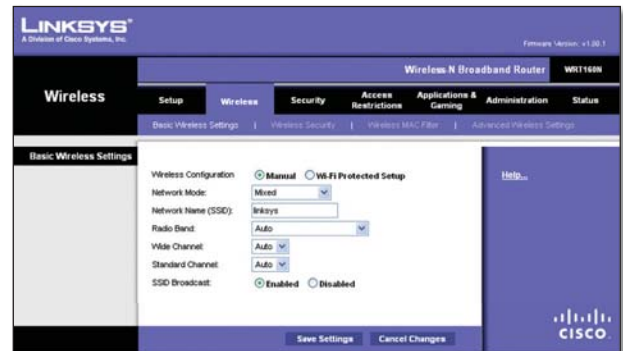 LINKSYS®
A Division of Cisco Systems, Inc.
Firmware Version: v1.00.1
Wireless-N Broadband Router WRT160N
Wireless
Setup Wireless Security Access Restrictions Applications & Gaming Administration Status
Basic Wireless Settings | Wireless Security | Wireless MAC Filter | Advanced Wireless Settings
Basic Wireless Settings
Wireless Configuration Manual Wi-Fi Protected Setup
Help...
Network Mode: Mixed
Network Name (SSID): linksys
Radio Band: Auto
Wide Channel: Auto
Standard Channel: Auto
SSID Broadcast: Enabled Disabled
Save Settings Cancel Changes
CISCO.